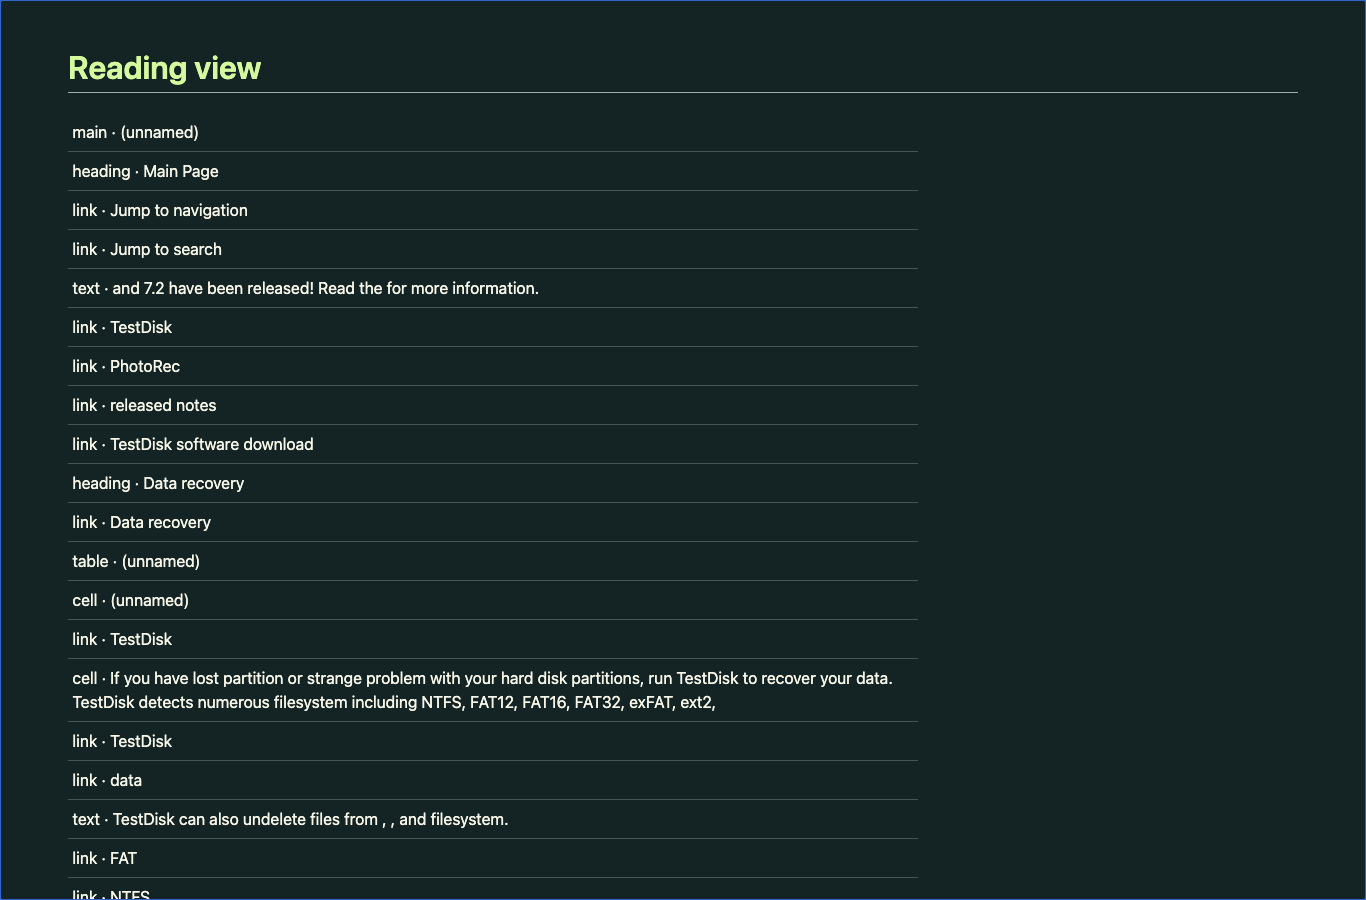 Reading view
main · (unnamed)
heading · Main Page
link · Jump to navigation
link · Jump to search
text · and 7.2 have been released! Read the for more information.
link · TestDisk
link · PhotoRec
link · released notes
link · TestDisk software download
heading · Data recovery
link · Data recovery
table · (unnamed)
cell · (unnamed)
link · TestDisk
cell · If you have lost partition or strange problem with your hard disk partitions, run TestDisk to recover your data.
TestDisk detects numerous filesystem including NTFS, FAT12, FAT16, FAT32, exFAT, ext2,
link · TestDisk
link · data
text · TestDisk can also undelete files from , , and filesystem.
link · FAT
link · NTFS